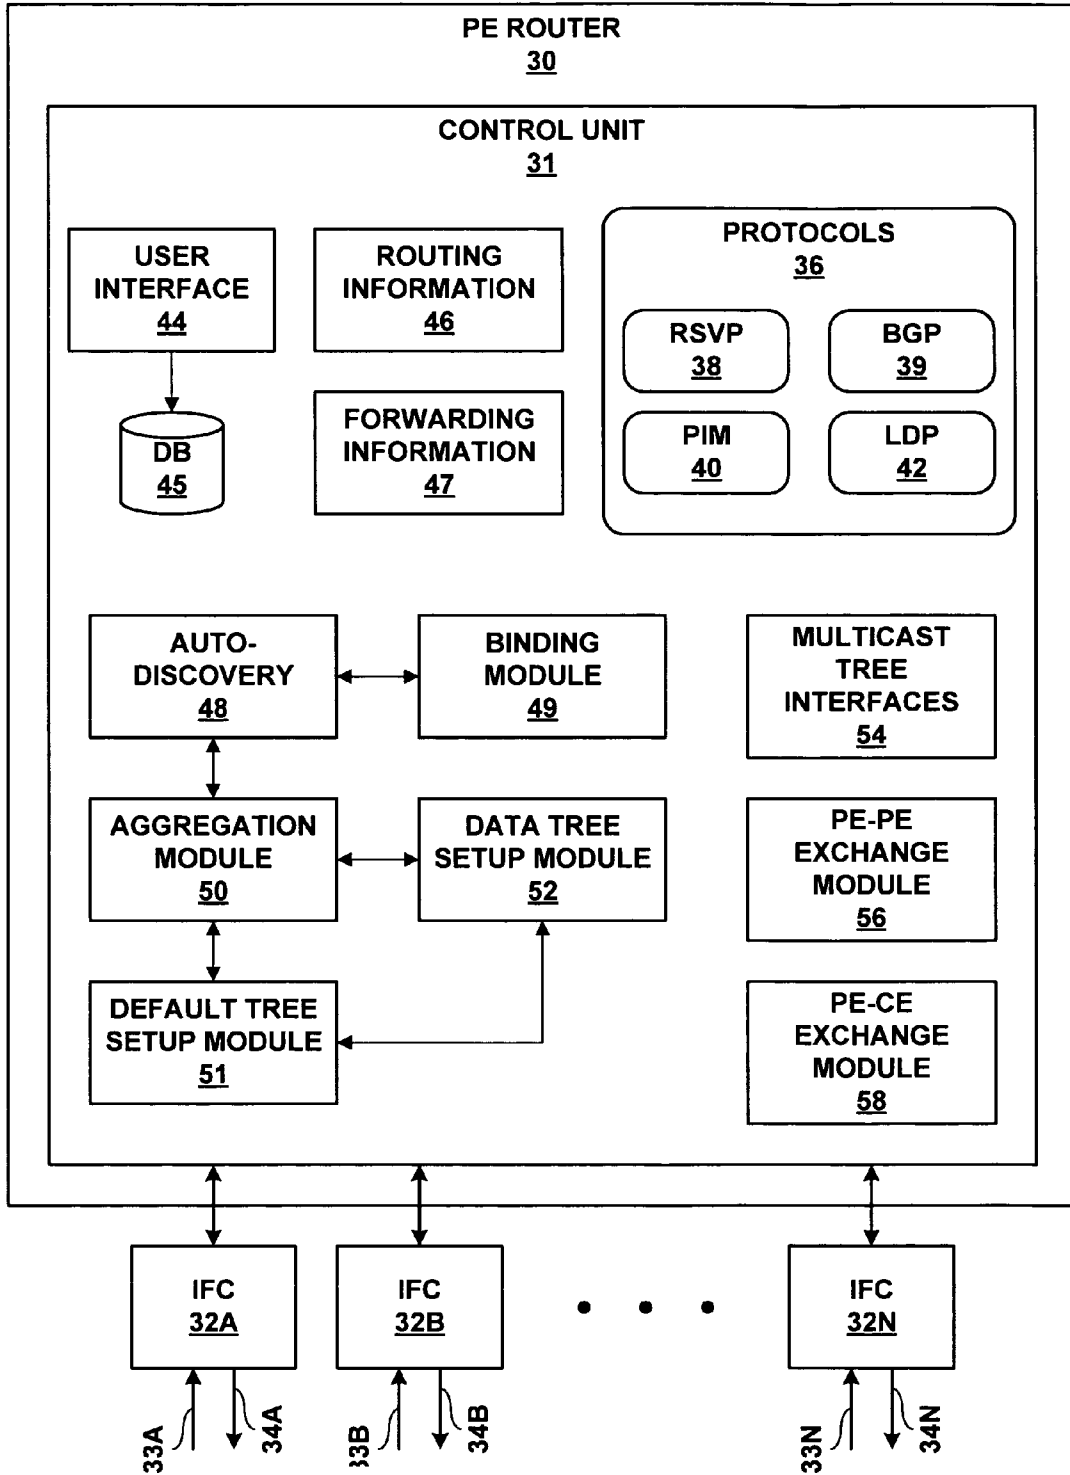 PE ROUTER
30
CONTROL UNIT
31
USER
INTERFACE
44
DB
45
ROUTING
INFORMATION
46
FORWARDING
INFORMATION
47
PROTOCOLS
36
RSVP
38
BGP
39
PIM
40
LDP
42
AUTO-
DISCOVERY
48
BINDING
MODULE
49
MULTICAST
TREE
INTERFACES
54
AGGREGATION
MODULE
50
DATA TREE
SETUP MODULE
52
PE-PE
EXCHANGE
MODULE
56
DEFAULT TREE
SETUP MODULE
51
PE-CE
EXCHANGE
MODULE
58
IFC
32A
IFC
32B
IFC
32N
33A
34A
33B
34B
33N
34N